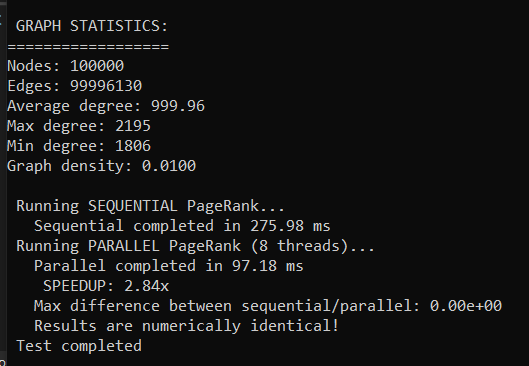 GRAPH STATISTICS:
==================
Nodes: 100000
Edges: 99996130
Average degree: 999.96
Max degree: 2195
Min degree: 1806
Graph density: 0.0100
Running SEQUENTIAL PageRank...
Sequential completed in 275.98 ms
Running PARALLEL PageRank (8 threads)...
Parallel completed in 97.18 ms
SPEEDUP: 2.84x
Max difference between sequential/parallel: 0.00e+00
Results are numerically identical!
Test completed